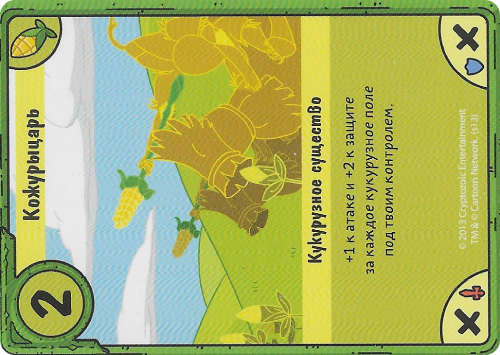 2
Кожурыцарь
Кукурузное существо
+1 к атаке и +2 к защите
за каждое кукурузное поле
под твоим контролем.
X
X
© 2013 Cryptozoic Entertainment
TM & © Cartoon Network. (s13)